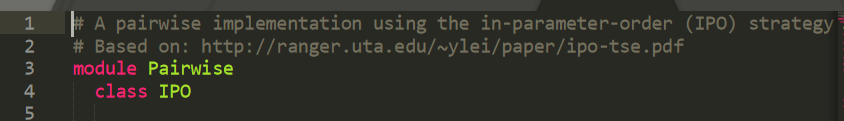 1 # A pairwise implementation using the in-parameter-order (IPO) strategy
2 # Based on: http://ranger.uta.edu/~ylei/paper/ipo-tse.pdf
3 module Pairwise
4 class IPO
5